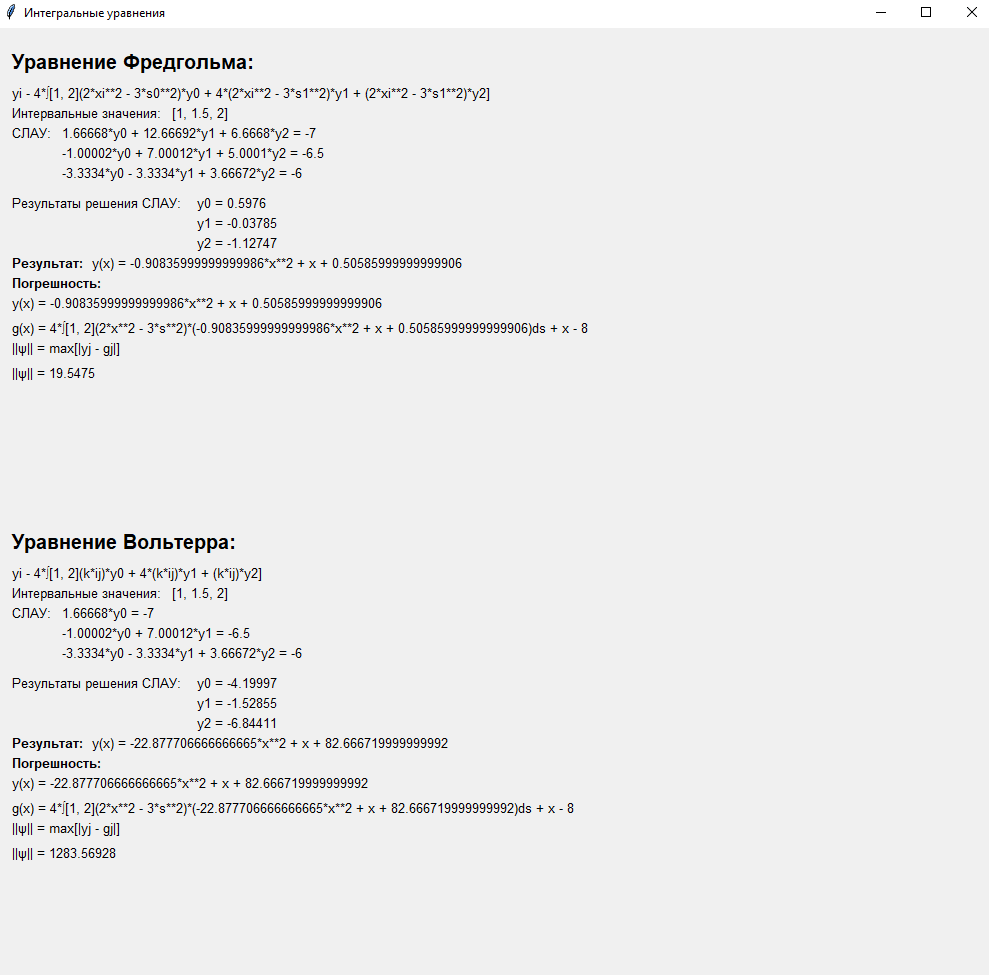 Интегральные уравнения
Уравнение Фредгольма:
yi - 4*∫[1, 2](2*xi**2 - 3*s0**2)*y0 + 4*(2*xi**2 - 3*s1**2)*y1 + (2*xi**2 - 3*s1**2)*y2]
Интервальные значения: [1, 1.5, 2]
СЛАУ: 1.66668*y0 + 12.66692*y1 + 6.6668*y2 = -7
-1.00002*y0 + 7.00012*y1 + 5.0001*y2 = -6.5
-3.3334*y0 - 3.3334*y1 + 3.66672*y2 = -6
Результаты решения СЛАУ: y0 = 0.5976
y1 = -0.03785
y2 = -1.12747
Результат: y(x) = -0.90835999999999986*x**2 + x + 0.50585999999999906
Погрешность:
y(x) = -0.90835999999999986*x**2 + x + 0.50585999999999906
g(x) = 4*∫[1, 2](2*x**2 - 3*s**2)*(-0.90835999999999986*x**2 + x + 0.50585999999999906)ds + x - 8
||ψ|| = max[|yj - gj|]
||ψ|| = 19.5475
Уравнение Вольтерра:
yi - 4*∫[1, 2](k*ij)*y0 + 4*(k*ij)*y1 + (k*ij)*y2]
Интервальные значения: [1, 1.5, 2]
СЛАУ: 1.66668*y0 = -7
-1.00002*y0 + 7.00012*y1 = -6.5
-3.3334*y0 - 3.3334*y1 + 3.66672*y2 = -6
Результаты решения СЛАУ: y0 = -4.19997
y1 = -1.52855
y2 = -6.84411
Результат: y(x) = -22.877706666666665*x**2 + x + 82.666719999999992
Погрешность:
y(x) = -22.877706666666665*x**2 + x + 82.666719999999992
g(x) = 4*∫[1, 2](2*x**2 - 3*s**2)*(-22.877706666666665*x**2 + x + 82.666719999999992)ds + x - 8
||ψ|| = max[|yj - gj|]
||ψ|| = 1283.56928